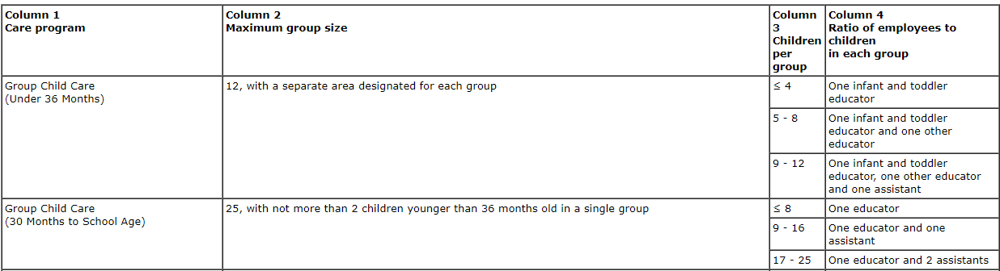 Column 1
Care program
Column 2
Maximum group size
Column
3
Children
per
group
Column 4
Ratio of employees to
children
in each group
Group Child Care
(Under 36 Months)
12, with a separate area designated for each group
≤ 4
One infant and toddler
educator
5 - 8
One infant and toddler
educator and one other
educator
9 - 12
One infant and toddler
educator, one other educator
and one assistant
Group Child Care
(30 Months to School Age)
25, with not more than 2 children younger than 36 months old in a single group
≤ 8
One educator
9 - 16
One educator and one
assistant
17 - 25
One educator and 2 assistants